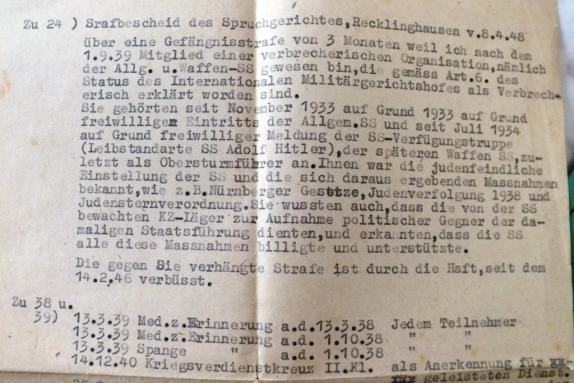 Zu 24 ) Srafbescheid des Spruchgerichtes,Recklinghausen v.8.4.48
über eine Gefängnisstrafe von 3 Monaten weil ich nach dem
1.9.39 Mitglied einer verbrecherischen Organisation,nämlich
der Allg. u.Waffen-SS gewesen bin,die gemäss Art.6. des
Status des Internationalen Militärgerichtshofes als Verbrech-
erisch erklärt worden sind.
Sie gehörten seit November 1933 auf Grund 1933 auf Grund
freiwilligem Eintritts der Allgem.SS und seit Juli 1934
auf Grund freiwilliger Meldung der SS-Verfügungstruppe
(Leibstandarte SS Adolf Hitler),der späteren Waffen SS,zu-
letzt als Obersturmführer an.Ihnen war die judenfeindliche
Einstellung der SS und die sich daraus ergebenden Massnahmen
bekannt,wie z.B.Nürnberger Gesetze,Judenverfolgung 1938 und
Judensternverordnung.Sie wussten auch,dass die von der SS
bewachten KZ-Läger zur Aufnahme politischer Gegner der da-
maligen Staatsführung dienten,und erkannten,dass die SS
alle diese Massnahmen billigte und unterstützte.
Die gegen Sie verhängte Strafe ist durch die Haft,seit dem
14.2.46 verbüsst.
Zu 38 u.
39) 13.3.39 Med.z.Erinnerung a.d.13.3.38 Jedem Teilnehmer
13.3.39 Med.z.Erinnerung a.d. 1.10.38 " "
13.3.39 Spange " a.d. 1.10.38 " "
14.12.40 Kriegsverdienstkreuz II.Kl. als Anerkennung für
geleisteten Dienst.